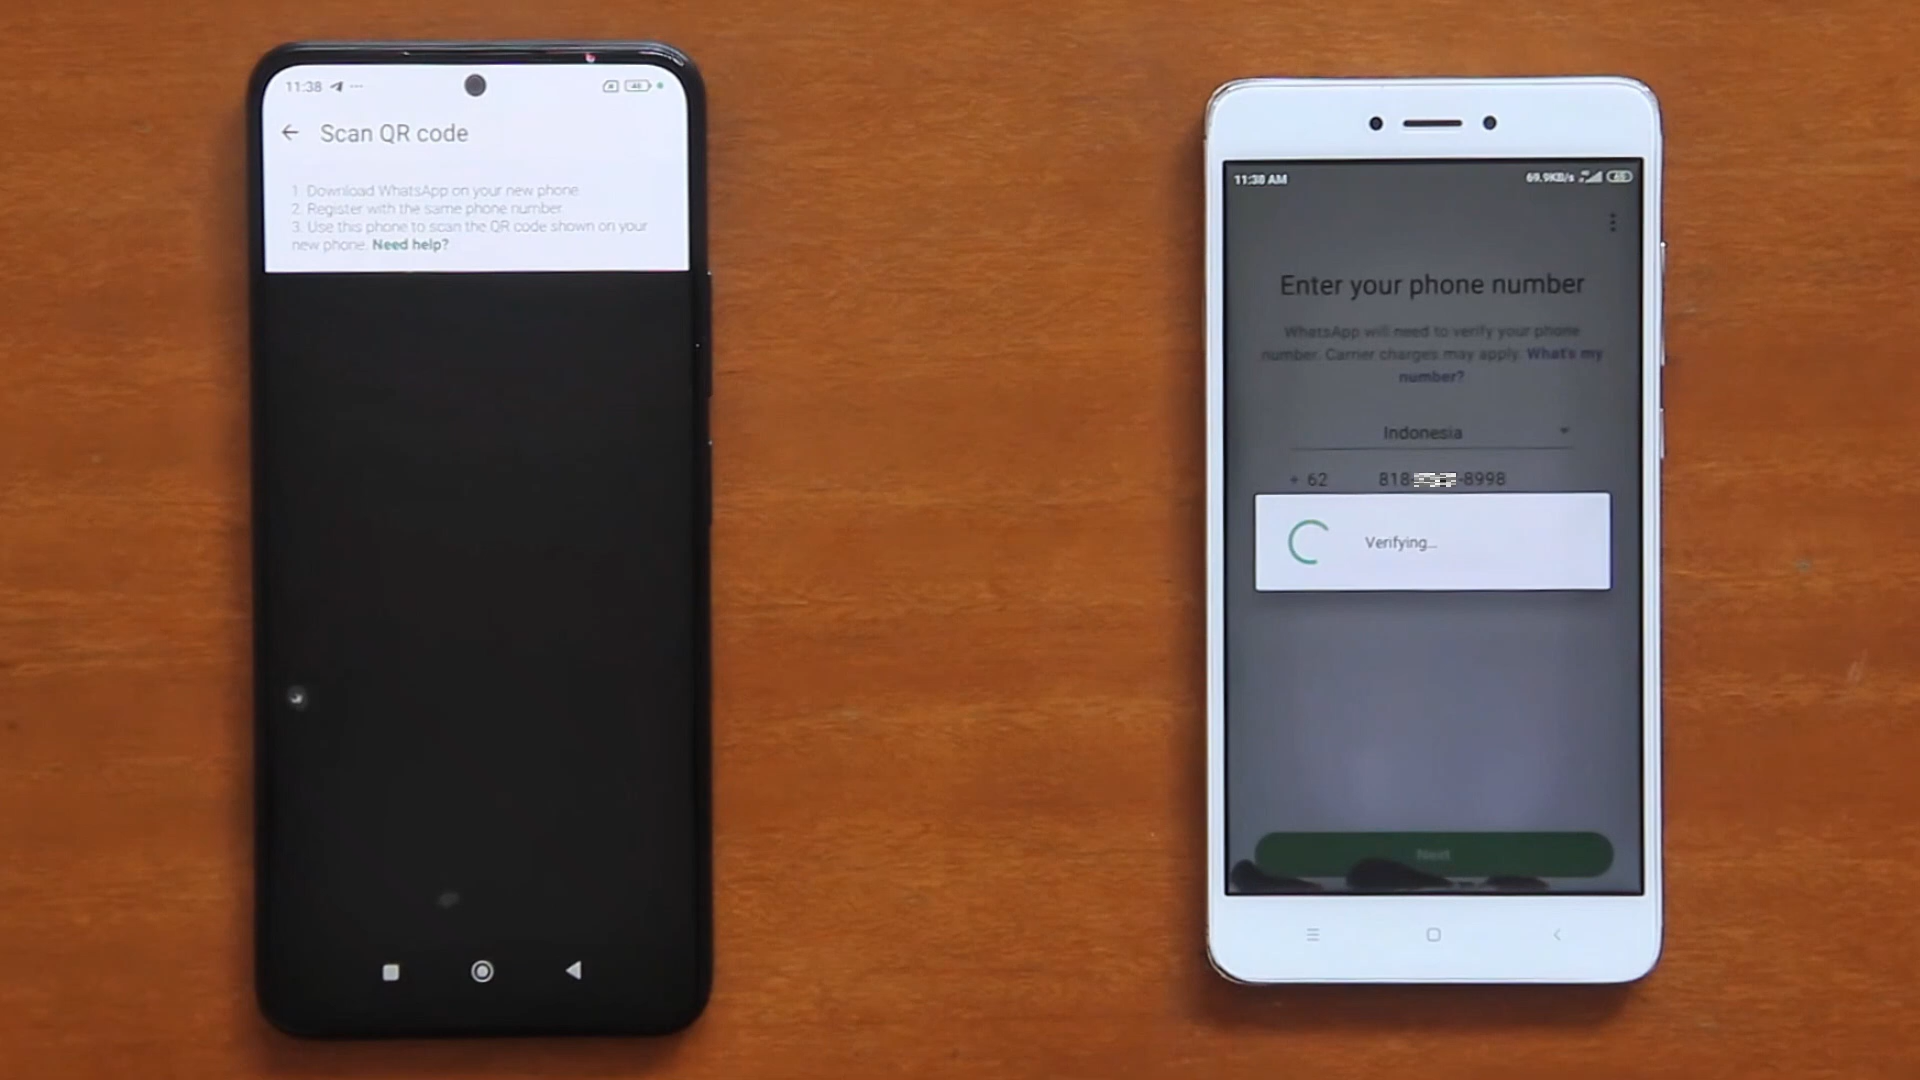 11:38
Scan QR code
1. Download WhatsApp on your new phone
2. Register with the same phone number
3. Use this phone to scan the QR code shown on your
new phone. Need help?
11:38 AM
69.9KB/s
Enter your phone number
WhatsApp will need to verify your phone
number. Carrier charges may apply. What's my
number?
Indonesia
+ 62 818- -8998
Verifying...
Next